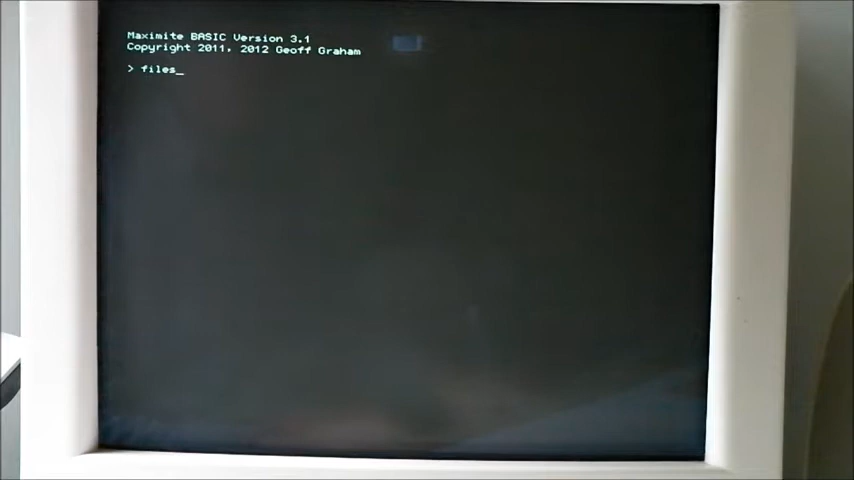 Maximite BASIC Version 3.1
Copyright 2011, 2012 Geoff Graham
> files_